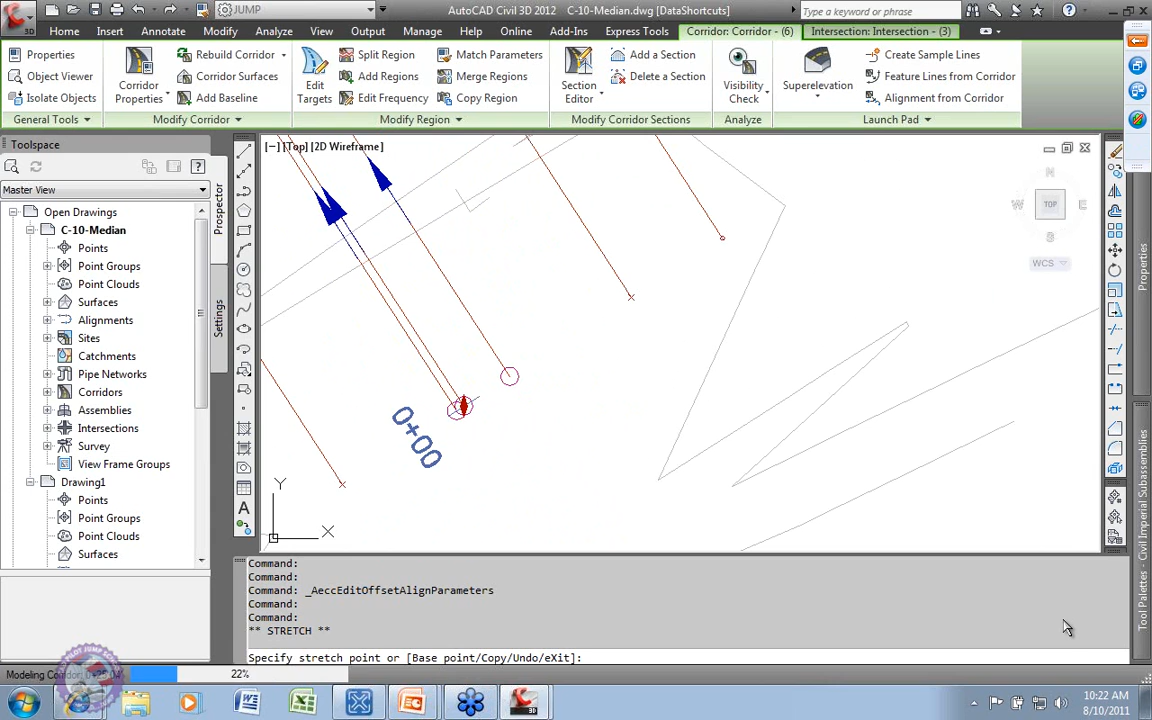 JUMP
AutoCAD Civil 3D 2012
C-10-Median.dwg [DataShortcuts]
Type a keyword or phrase
Home
Insert
Annotate
Modify
Analyze
View
Output
Manage
Help
Online
Add-Ins
Express Tools
Corridor: Corridor - (6)
Intersection: Intersection - (3)
Properties
Object Viewer
Isolate Objects
General Tools
Corridor Properties
Rebuild Corridor
Corridor Surfaces
Add Baseline
Modify Corridor
Edit Targets
Split Region
Add Regions
Edit Frequency
Match Parameters
Merge Regions
Copy Region
Modify Region
Section Editor
Add a Section
Delete a Section
Modify Corridor Sections
Visibility Check
Analyze
Superelevation
Create Sample Lines
Feature Lines from Corridor
Alignment from Corridor
Launch Pad
Toolspace
Master View
Open Drawings
C-10-Median
Points
Point Groups
Point Clouds
Surfaces
Alignments
Sites
Catchments
Pipe Networks
Corridors
Assemblies
Intersections
Survey
View Frame Groups
Drawing1
Points
Point Groups
Point Clouds
Surfaces
Prospector
Settings
[−][Top][2D Wireframe]
N
W
TOP
E
S
WCS
0+00
Y
X
Properties
Tool Palettes - Civil Imperial Subassemblies
Command:
Command:
Command: _AeccEditOffsetAlignParameters
Command:
Command:
** STRETCH **
Specify stretch point or [Base point/Copy/Undo/eXit]:
Modeling Corridor: 0+25.04
22%
10:22 AM
8/10/2011